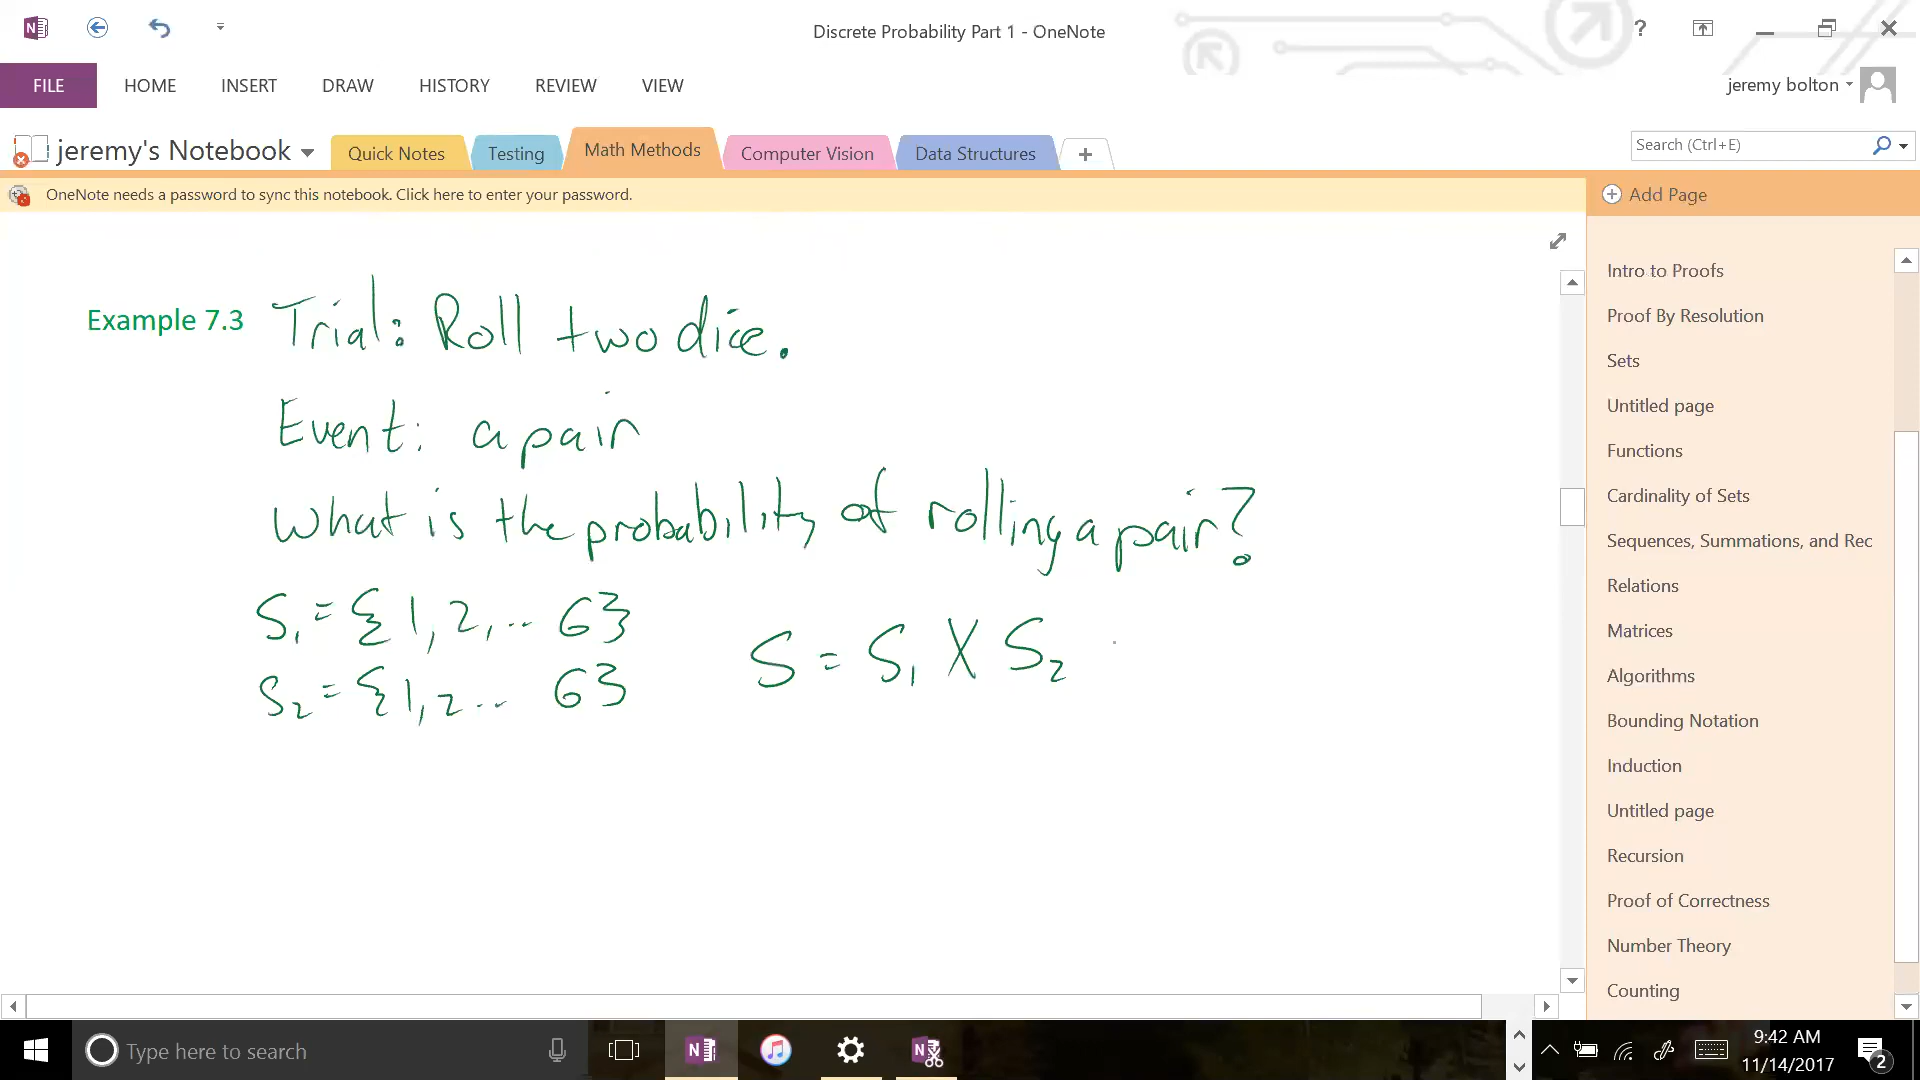 Discrete Probability Part 1 - OneNote
?
FILE HOME INSERT DRAW HISTORY REVIEW VIEW
jeremy bolton
jeremy's Notebook
Quick Notes Testing Math Methods Computer Vision Data Structures +
Search (Ctrl+E)
OneNote needs a password to sync this notebook. Click here to enter your password.
Add Page
Example 7.3 Trial: Roll two dice.
Event: a pair
What is the probability of rolling a pair?
S1 = {1, 2, .. 6}
S2 = {1, 2 .. 6}
S = S1 X S2
Intro to Proofs
Proof By Resolution
Sets
Untitled page
Functions
Cardinality of Sets
Sequences, Summations, and Rec
Relations
Matrices
Algorithms
Bounding Notation
Induction
Untitled page
Recursion
Proof of Correctness
Number Theory
Counting
Type here to search
9:42 AM
11/14/2017
2